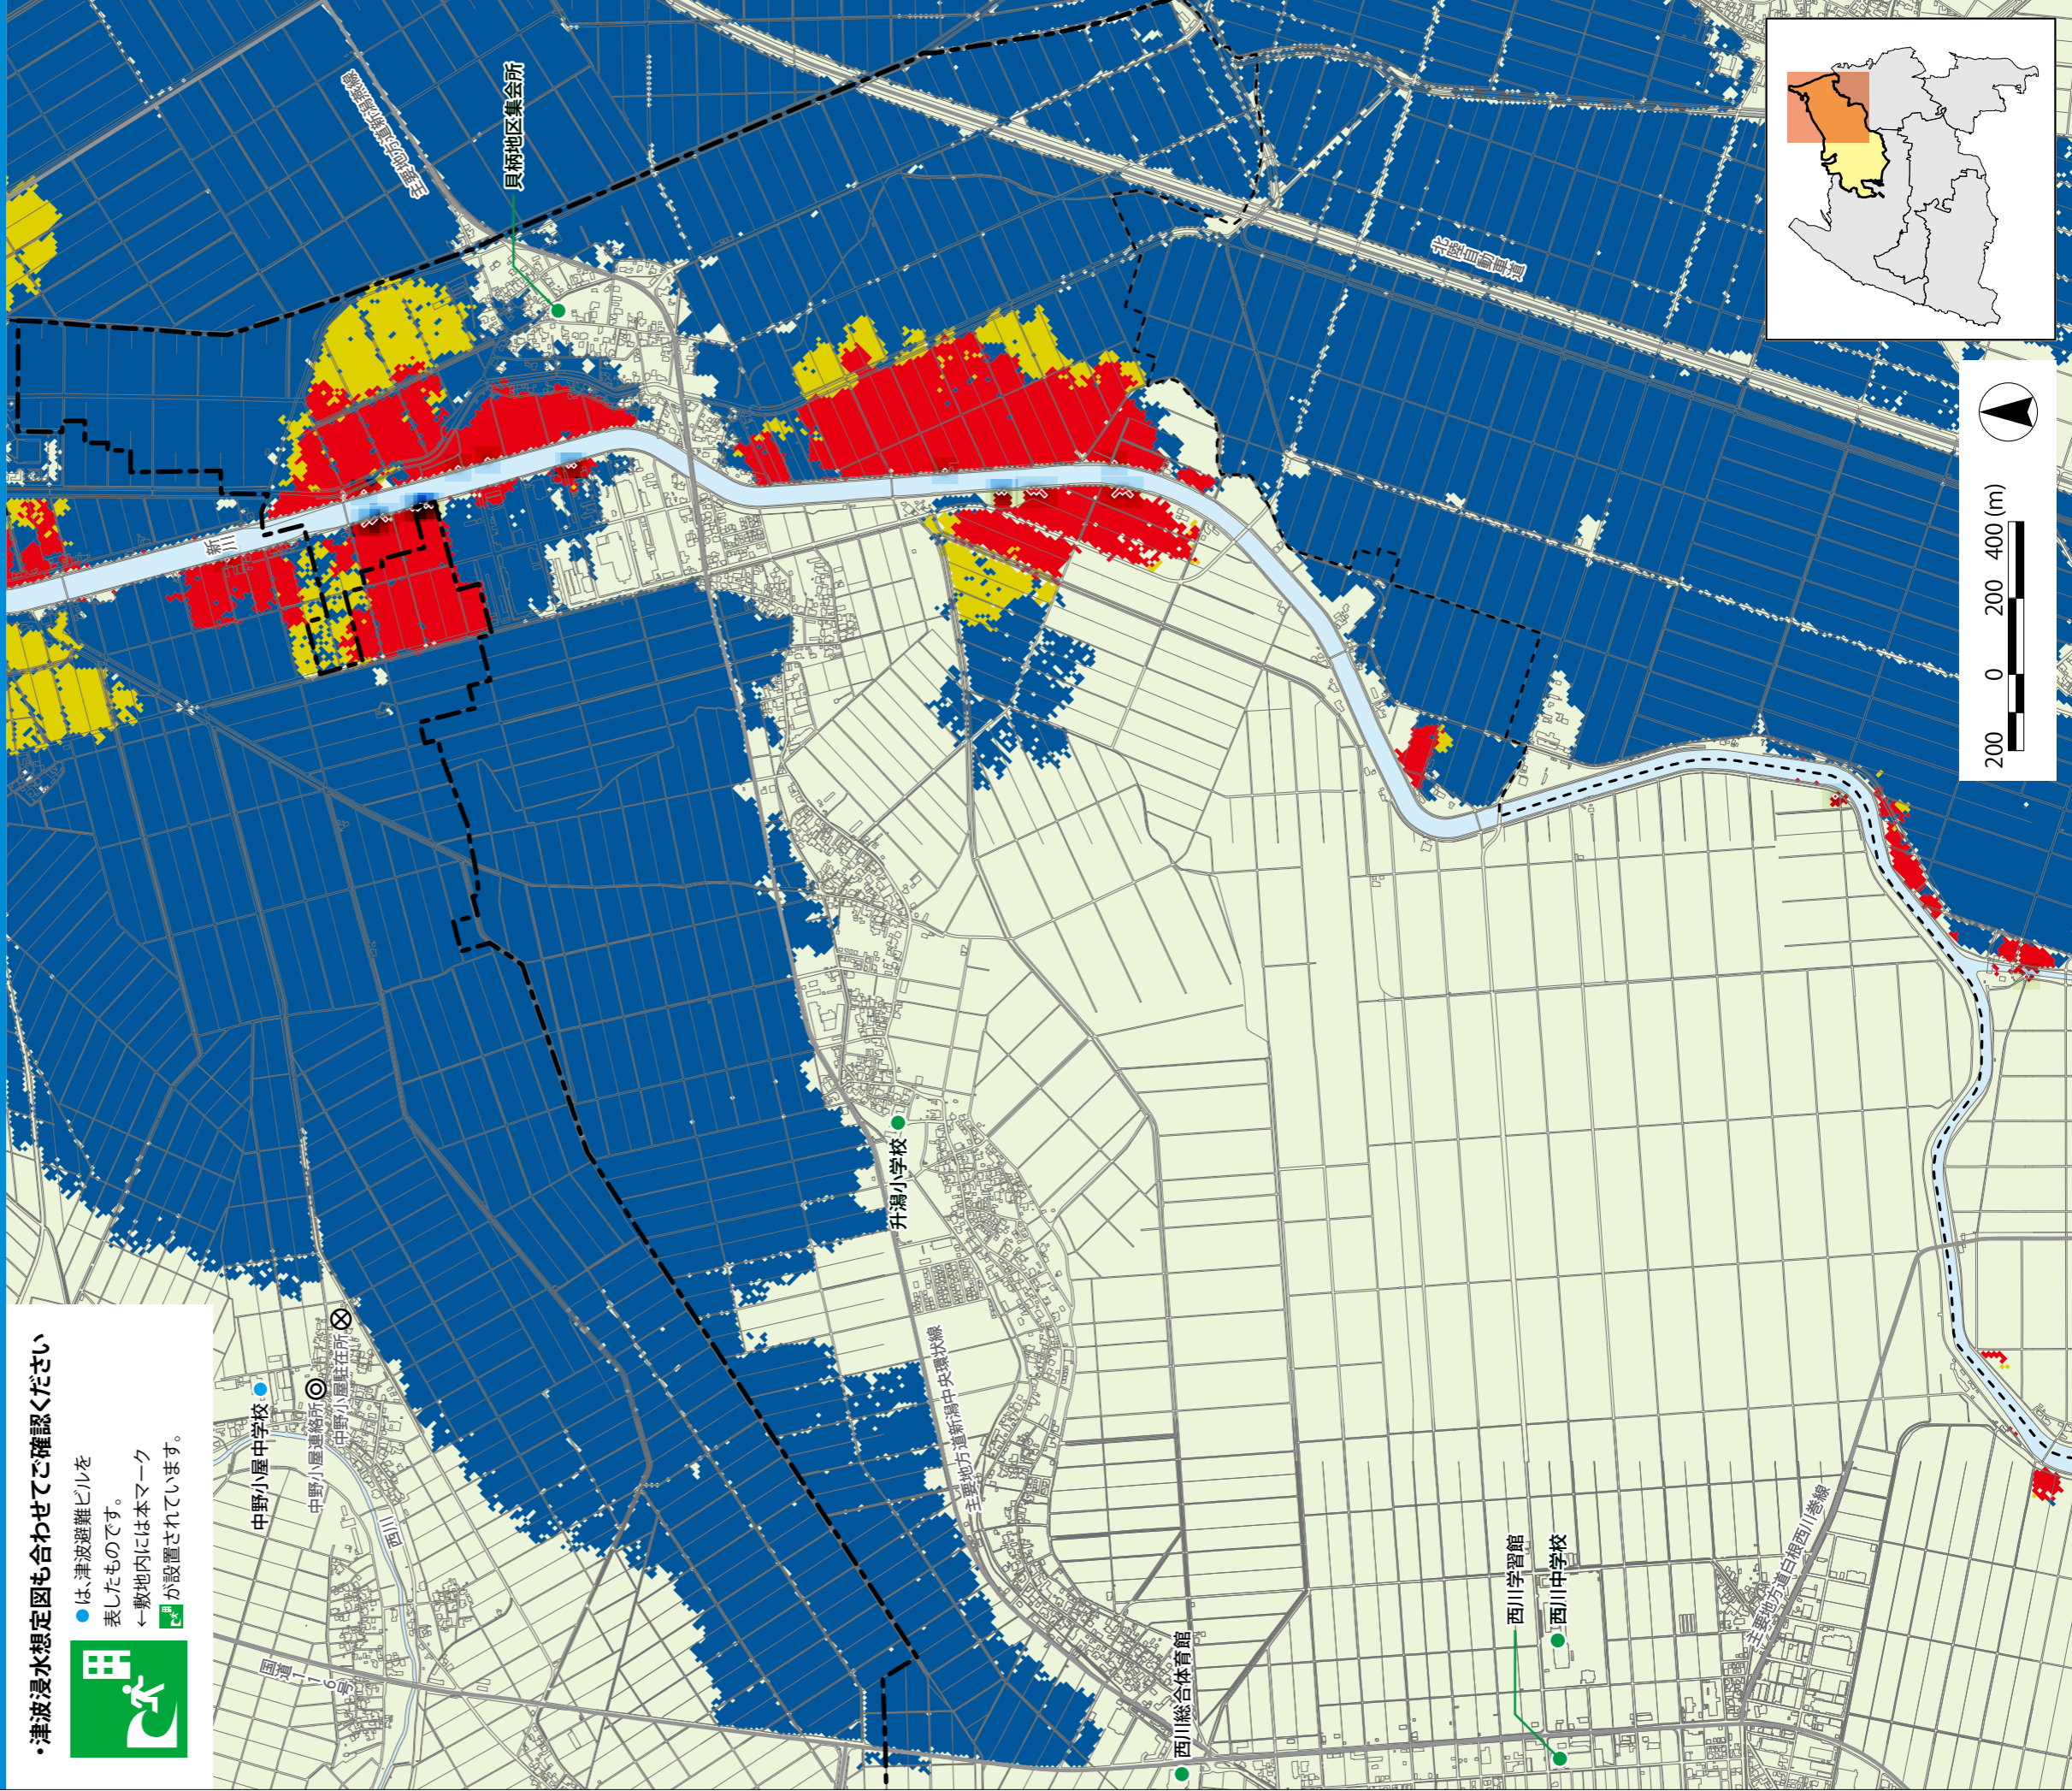 ・津波浸水想定図も合わせてご確認ください
●は、津波避難ビルを
表したものです。
←敷地内には本マーク
が設置されています。
中野小屋中学校
中野小屋連絡所
中野小屋駐在所
西川
国道116号
新川
主要地方道新潟燕線
貝柄地区集会所
北陸自動車道
升潟小学校
主要地方道新潟中央環状線
西川総合体育館
西川学習館
西川中学校
主要地方道白根西川巻線
200 0 200 400 (m)